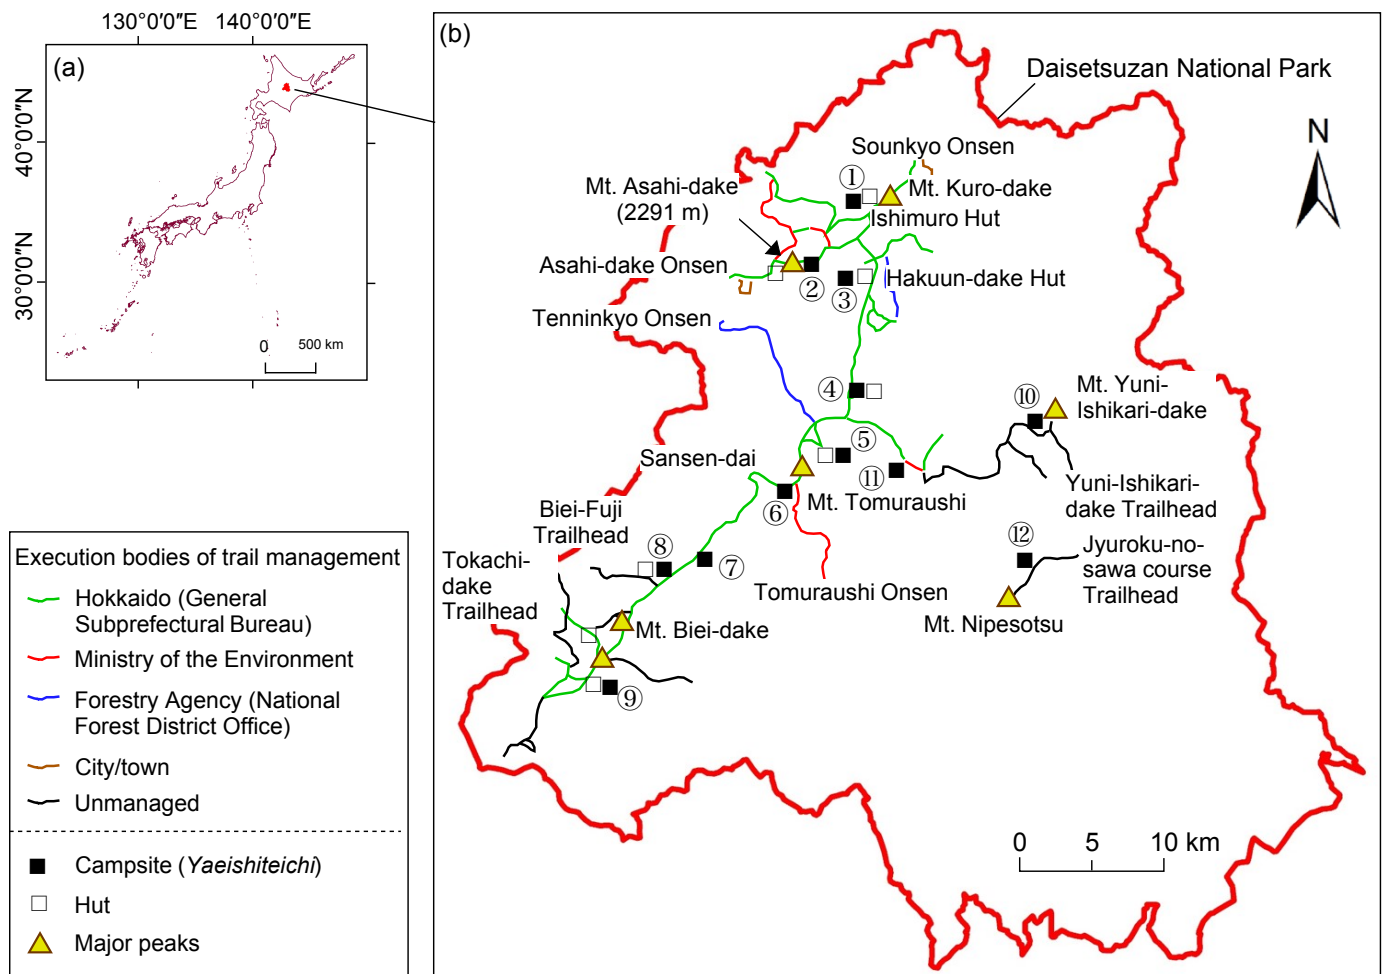 130°0′0″E 140°0′0″E
(a)
40°0′0″N
30°0′0″N
0 500 km
(b)
Daisetsuzan National Park
N
Sounkyo Onsen
①
Mt. Kuro-dake
Ishimuro Hut
Mt. Asahi-dake
(2291 m)
Asahi-dake Onsen
②
③
Hakuun-dake Hut
Tenninkyo Onsen
④
⑩
Mt. Yuni-
Ishikari-dake
⑤
Sansen-dai
⑪
Mt. Tomuraushi
Yuni-Ishikari-
dake Trailhead
⑥
Biei-Fuji
Trailhead
⑧
⑦
⑫
Jyuroku-no-
sawa course
Trailhead
Tokachi-
dake
Trailhead
Tomuraushi Onsen
Mt. Nipesotsu
Mt. Biei-dake
⑨
0 5 10 km
Execution bodies of trail management
Hokkaido (General
Subprefectural Bureau)
Ministry of the Environment
Forestry Agency (National
Forest District Office)
City/town
Unmanaged
Campsite (Yaeishiteichi)
Hut
Major peaks